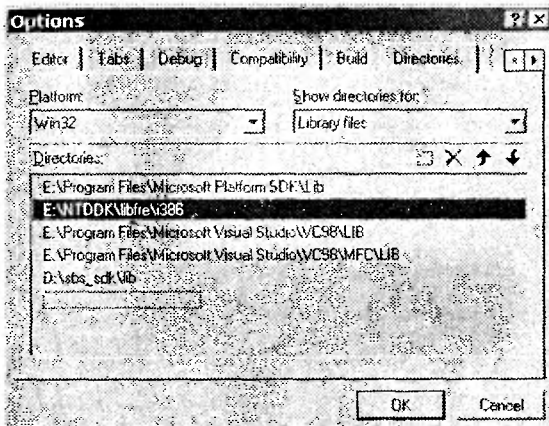 Options
Editor Tabs Debug Compatibility Build Directories
Platform: Show directories for:
Win32 Library files
Directories:
E:\Program Files\Microsoft Platform SDK\Lib
E:\NTDDK\libfre\i386
E:\Program Files\Microsoft Visual Studio\VC98\LIB
E:\Program Files\Microsoft Visual Studio\VC98\MFC\LIB
D:\sbs_sdk\lib
OK Cancel